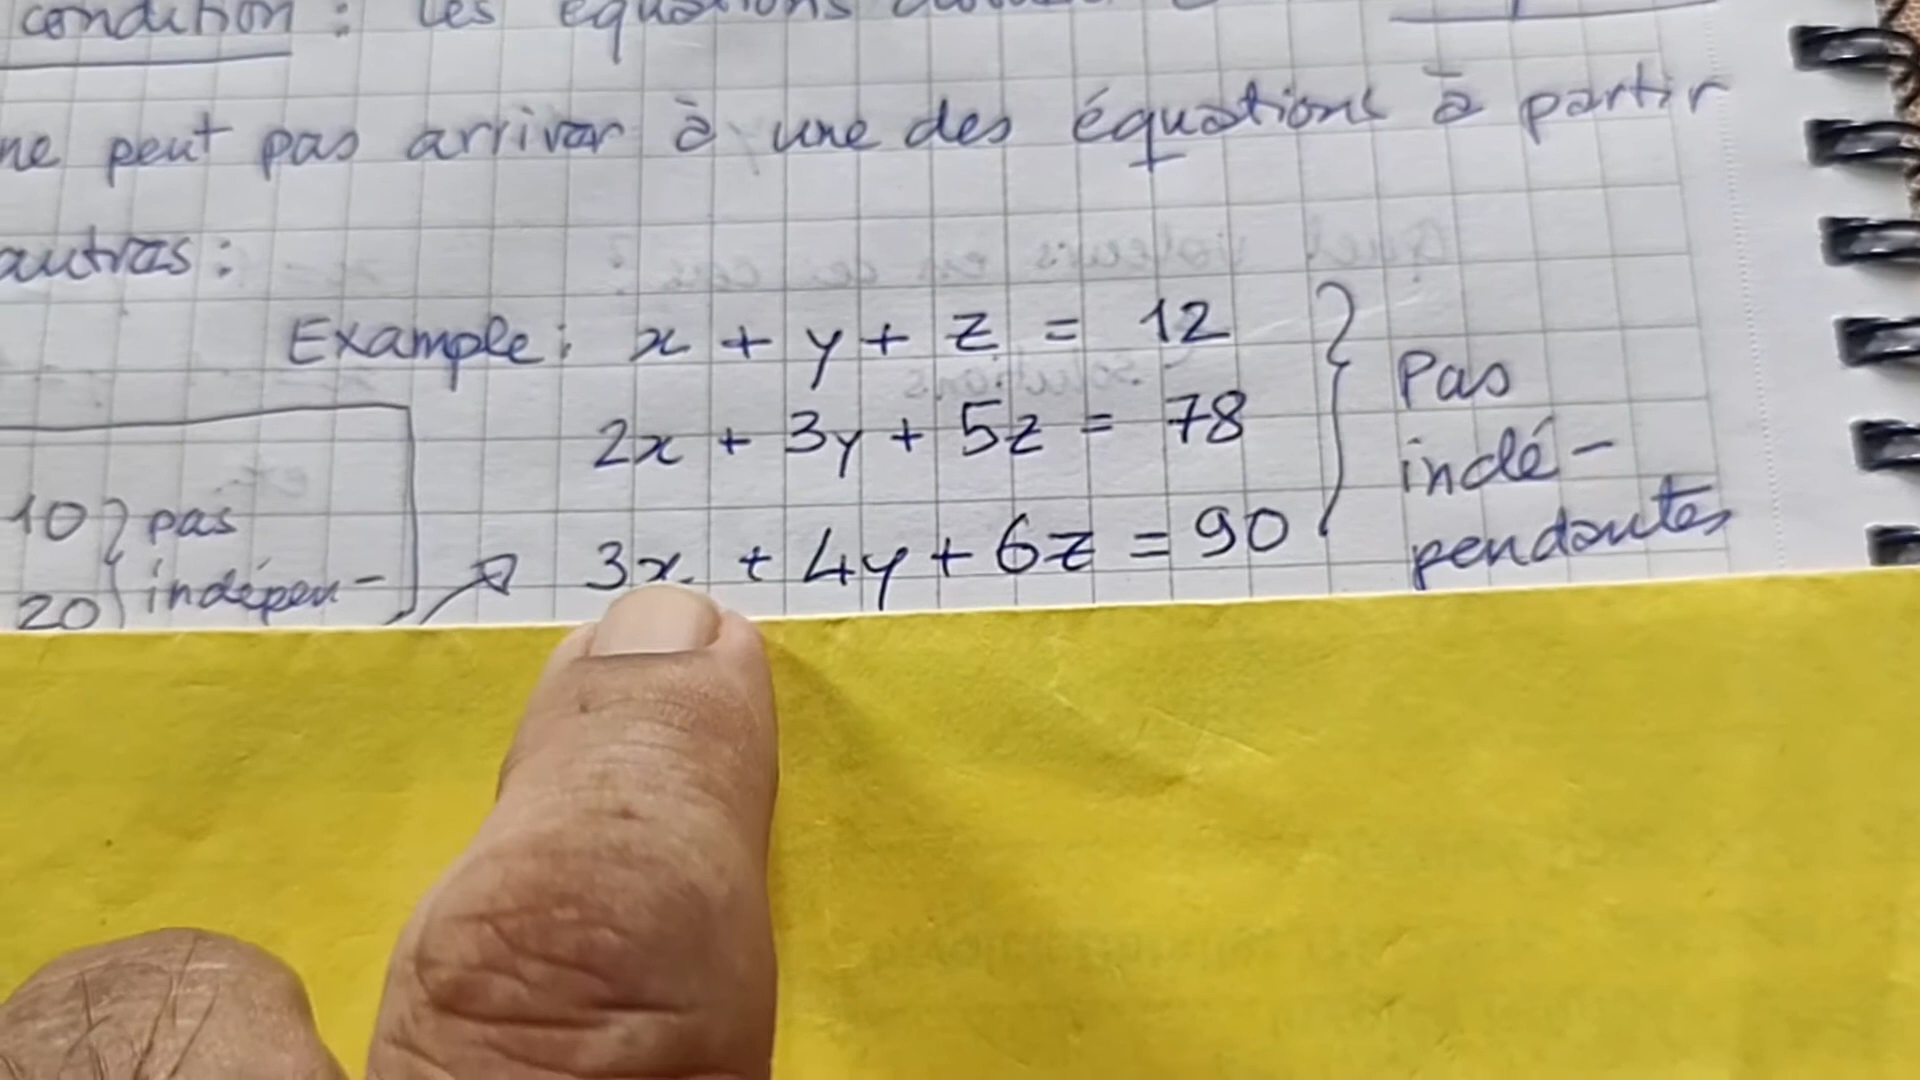 condition : Les équations
ne peut pas arriver à une des équations à partir
autras :
Example : x + y + z = 12
2x + 3y + 5z = 78
3x + 4y + 6z = 90
Pas
indé-
pendantes
10 } pas
20 } indépen-